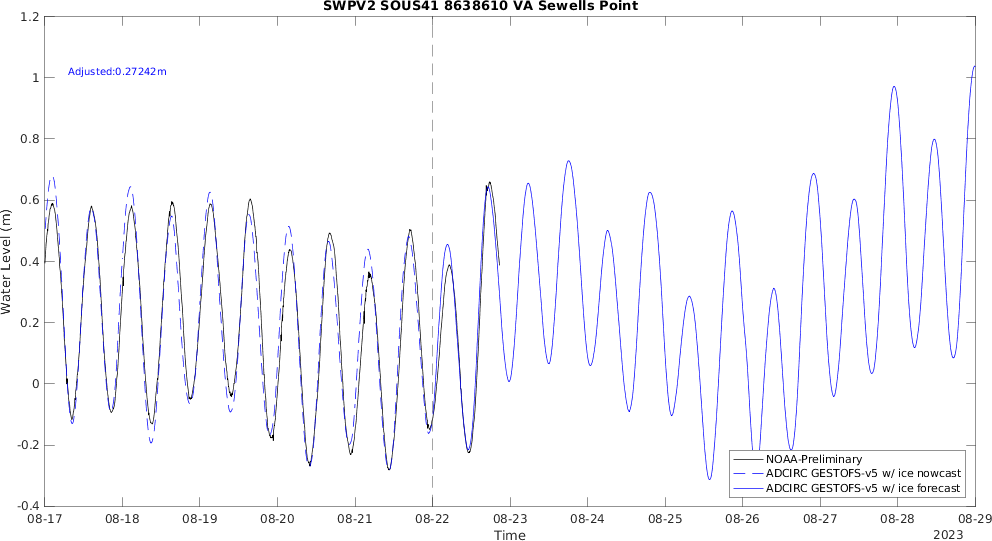 SWPV2 SOUS41 8638610 VA Sewells Point
Adjusted:0.27242m
Water Level (m)
1.2
1
0.8
0.6
0.4
0.2
0
-0.2
-0.4
NOAA-Preliminary
ADCIRC GESTOFS-v5 w/ ice nowcast
ADCIRC GESTOFS-v5 w/ ice forecast
08-17 08-18 08-19 08-20 08-21 08-22 08-23 08-24 08-25 08-26 08-27 08-28 08-29
Time
2023